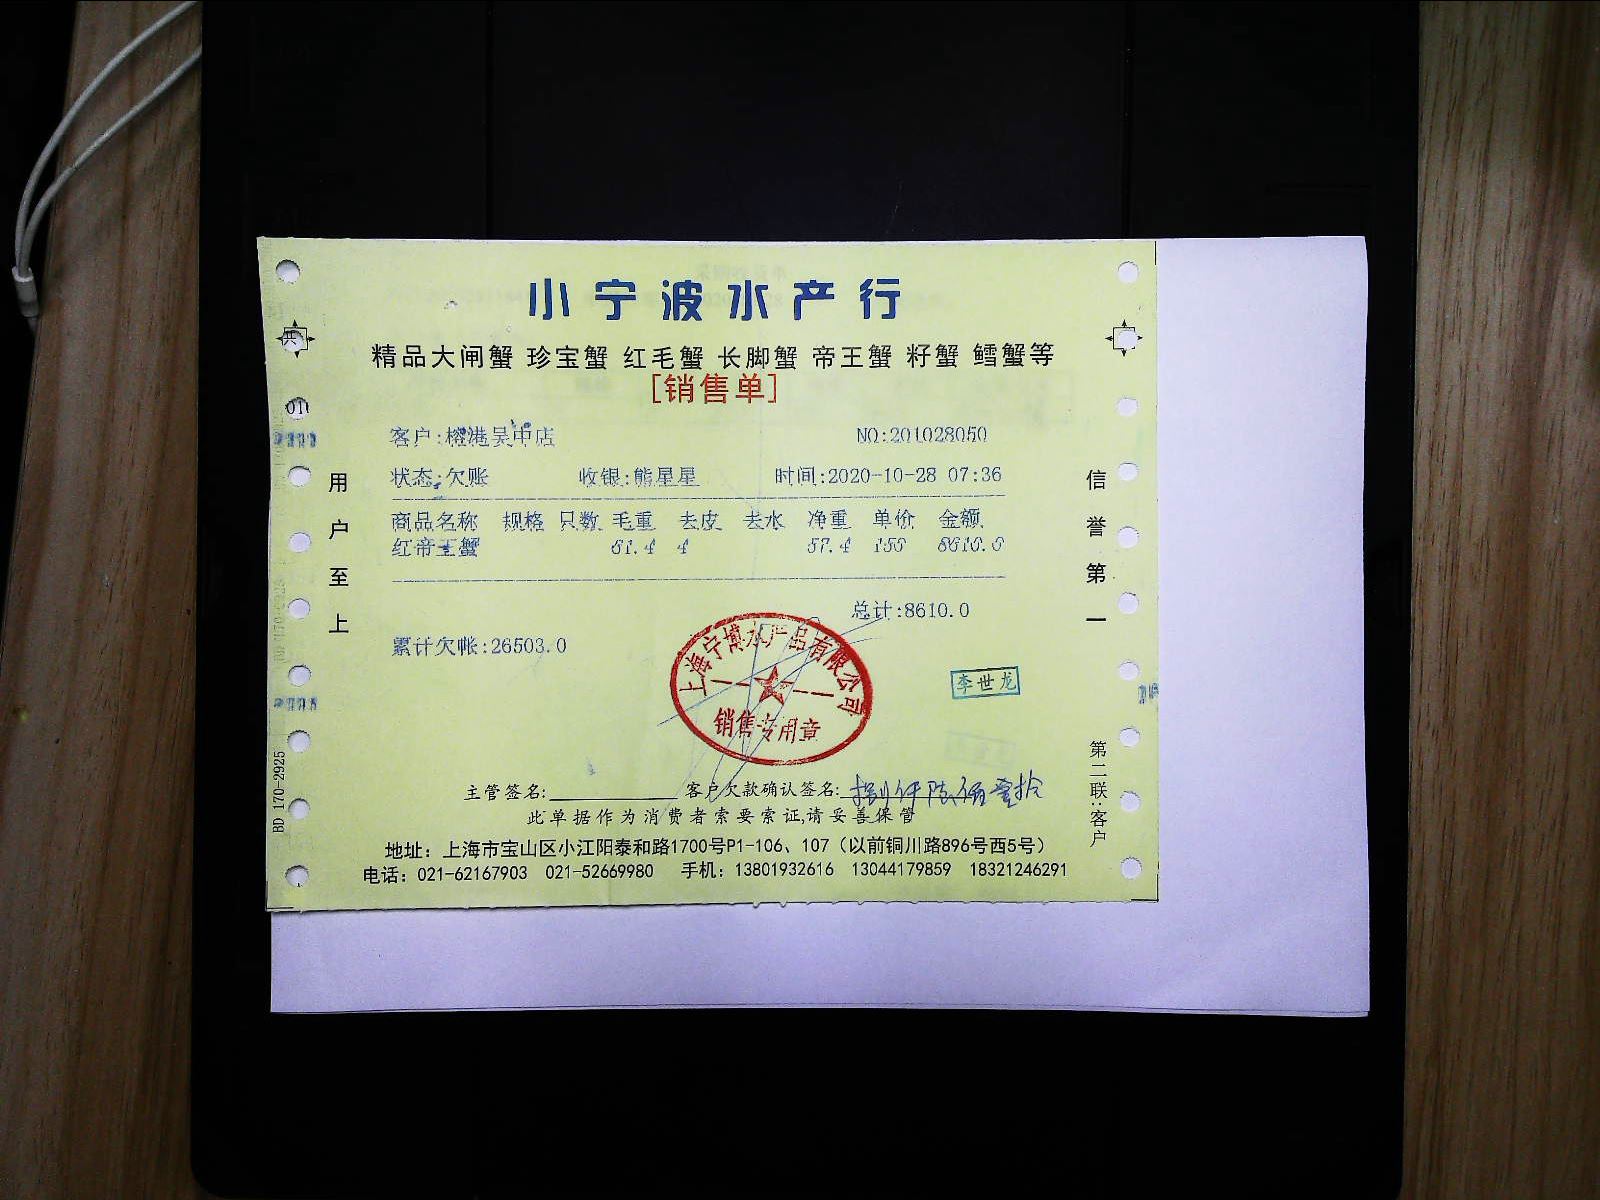 小宁波水产行
精品大闸蟹 珍宝蟹 红毛蟹 长脚蟹 帝王蟹 籽蟹 鳕蟹等
[销售单]
客户:榕港吴中店 NO:201028050
状态:欠账 收银:熊星星 时间:2020-10-28 07:36
商品名称 规格 只数 毛重 去皮 去水 净重 单价 金额
红帝王蟹 61.4 4 57.4 150 8610.0
总计:8610.0
累计欠帐:26503.0
上海宁博水产品有限公司
销售专用章
李世龙
主管签名: 客户欠款确认签名: 捌仟陆佰壹拾
此单据作为消费者索要索证,请妥善保管
地址：上海市宝山区小江阳泰和路1700号P1-106、107（以前铜川路896号西5号）
电话：021-62167903 021-52669980 手机：13801932616 13044179859 18321246291
用户至上
信誉第一
第二联:客户
BD 170-2925